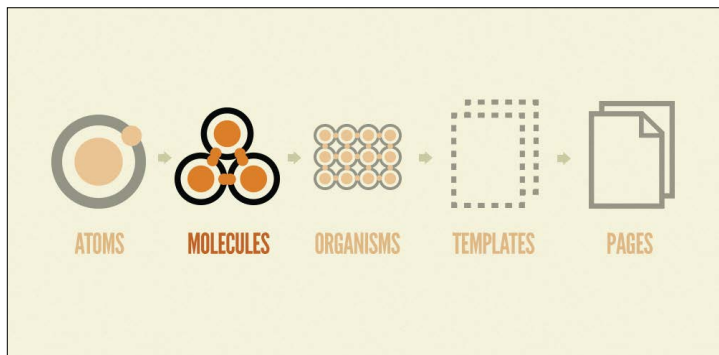 ATOMS
MOLECULES
ORGANISMS
TEMPLATES
PAGES